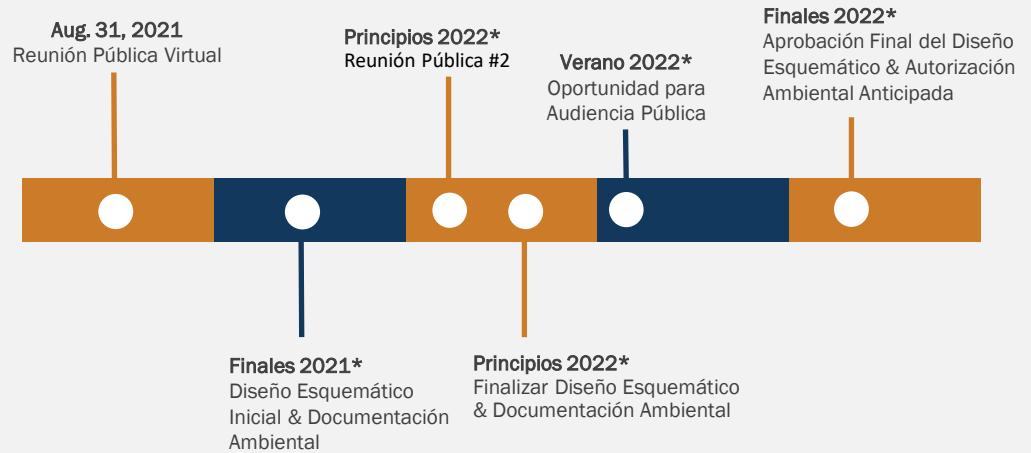 Aug. 31, 2021
Reunión Pública Virtual
Finales 2021*
Diseño Esquemático
Inicial & Documentación
Ambiental
Principios 2022*
Reunión Pública #2
Principios 2022*
Finalizar Diseño Esquemático
& Documentación Ambiental
Verano 2022*
Oportunidad para
Audiencia Pública
Finales 2022*
Aprobación Final del Diseño
Esquemático & Autorización
Ambiental Anticipada